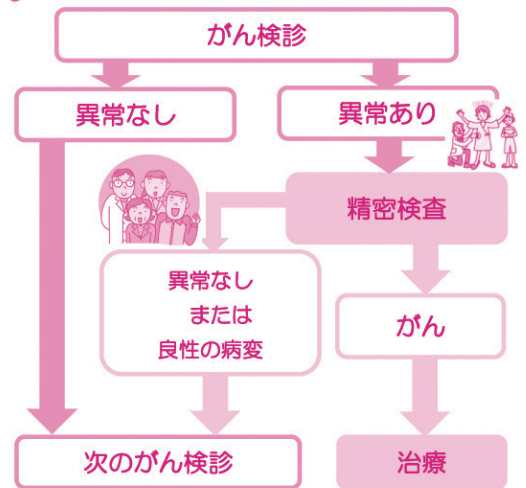 がん検診
異常なし
異常あり
精密検査
異常なし
または
良性の病変
がん
次のがん検診
治療